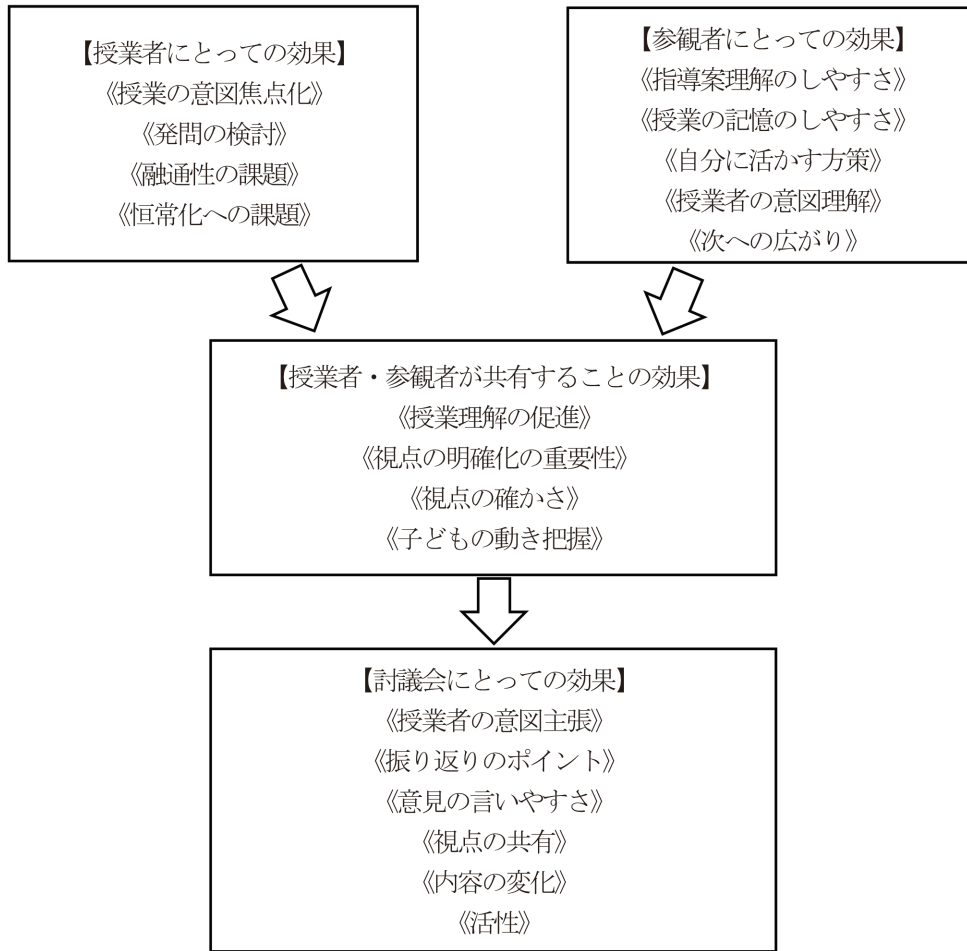 【授業者にとっての効果】
《授業の意図焦点化》
《発問の検討》
《融通性の課題》
《恒常化への課題》
【参観者にとっての効果】
《指導案理解のしやすさ》
《授業の記憶のしやすさ》
《自分に活かす方策》
《授業者の意図理解》
《次への広がり》
【授業者・参観者が共有することの効果】
《授業理解の促進》
《視点の明確化の重要性》
《視点の確かさ》
《子どもの動き把握》
【討議会にとっての効果】
《授業者の意図主張》
《振り返りのポイント》
《意見の言いやすさ》
《視点の共有》
《内容の変化》
《活性》